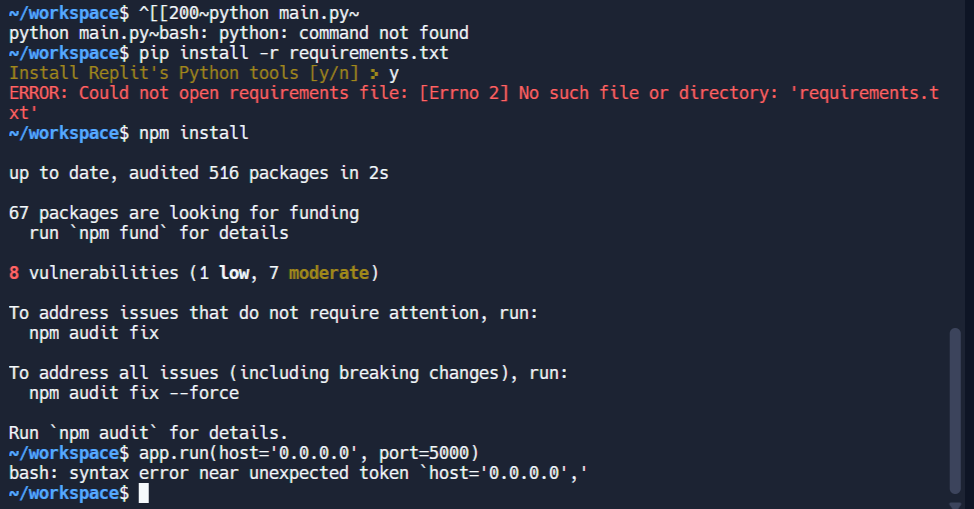 ~/workspace$ ^[[200~python main.py~
python main.py~bash: python: command not found
~/workspace$ pip install -r requirements.txt
Install Replit's Python tools [y/n] > y
ERROR: Could not open requirements file: [Errno 2] No such file or directory: 'requirements.t
xt'
~/workspace$ npm install
up to date, audited 516 packages in 2s
67 packages are looking for funding
  run `npm fund` for details
8 vulnerabilities (1 low, 7 moderate)
To address issues that do not require attention, run:
  npm audit fix
To address all issues (including breaking changes), run:
  npm audit fix --force
Run `npm audit` for details.
~/workspace$ app.run(host='0.0.0.0', port=5000)
bash: syntax error near unexpected token `host='0.0.0.0','
~/workspace$